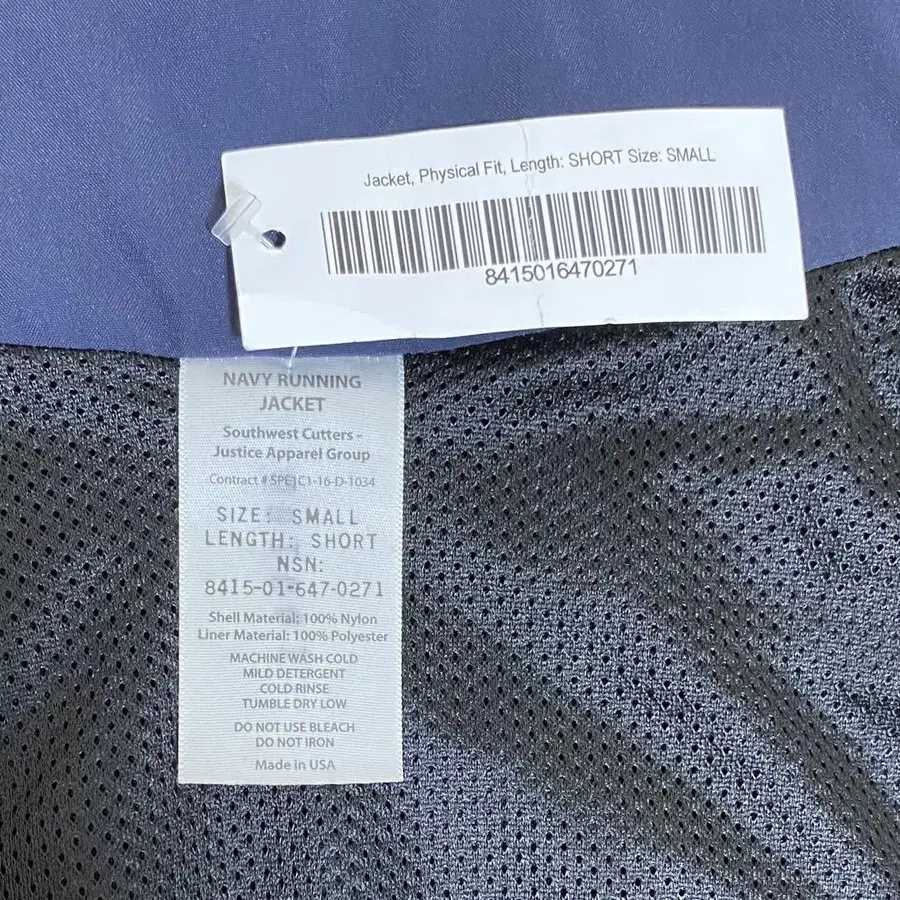 Jacket, Physical Fit, Length: SHORT Size: SMALL
8415016470271
NAVY RUNNING
JACKET
Southwest Cutters –
Justice Apparel Group
Contract # SPE1C1-16-D-1034
SIZE: SMALL
LENGTH: SHORT
NSN:
8415-01-647-0271
Shell Material: 100% Nylon
Liner Material: 100% Polyester
MACHINE WASH COLD
MILD DETERGENT
COLD RINSE
TUMBLE DRY LOW
DO NOT USE BLEACH
DO NOT IRON
Made in USA